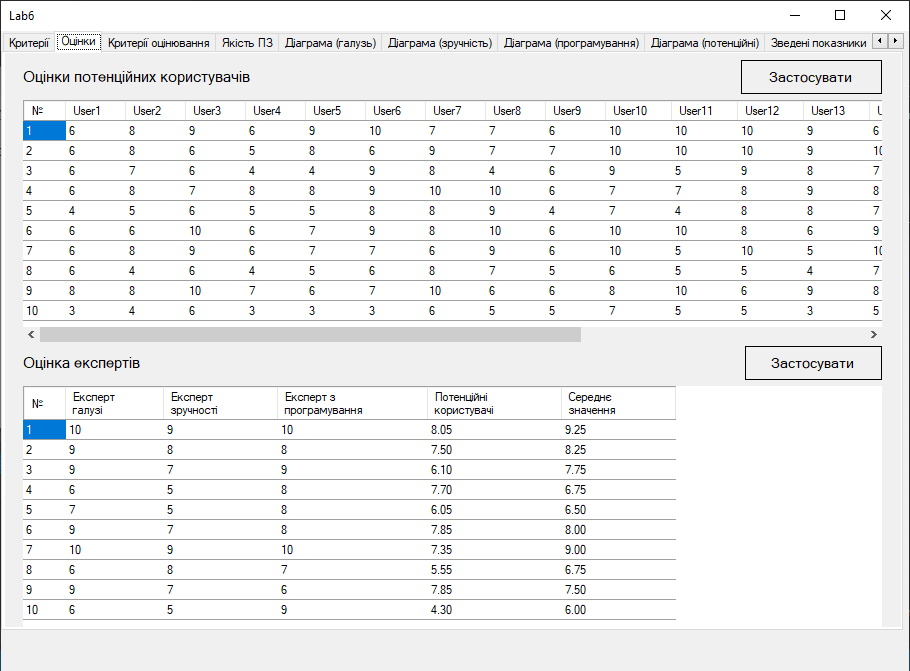 Lab6
Критерії Оцінки Критерії оцінювання Якість ПЗ Діаграма (галузь) Діаграма (зручність) Діаграма (програмування) Діаграма (потенційні) Зведені показники
Оцінки потенційних користувачів Застосувати
№ User1 User2 User3 User4 User5 User6 User7 User8 User9 User10 User11 User12 User13 U
1 6 8 9 6 9 10 7 7 6 10 10 10 9 6
2 6 8 6 5 8 6 9 7 7 10 10 10 9 10
3 6 7 6 4 4 9 8 4 6 9 5 9 8 7
4 6 8 7 8 8 9 10 10 6 7 7 8 9 8
5 4 5 6 5 5 8 8 9 4 7 4 8 8 7
6 6 6 10 6 7 9 8 10 6 10 10 8 6 9
7 6 8 9 6 7 7 6 9 6 10 5 10 5 10
8 6 4 6 4 5 6 8 7 5 6 5 5 4 7
9 8 8 10 7 6 7 10 6 6 8 10 6 9 8
10 3 4 6 3 3 3 6 5 5 7 5 5 3 5
Оцінка експертів Застосувати
№ Експерт галузі Експерт зручності Експерт з програмування Потенційні користувачі Середнє значення
1 10 9 10 8.05 9.25
2 9 8 8 7.50 8.25
3 9 7 9 6.10 7.75
4 6 5 8 7.70 6.75
5 7 5 8 6.05 6.50
6 9 7 8 7.85 8.00
7 10 9 10 7.35 9.00
8 6 8 7 5.55 6.75
9 9 7 6 7.85 7.50
10 6 5 9 4.30 6.00